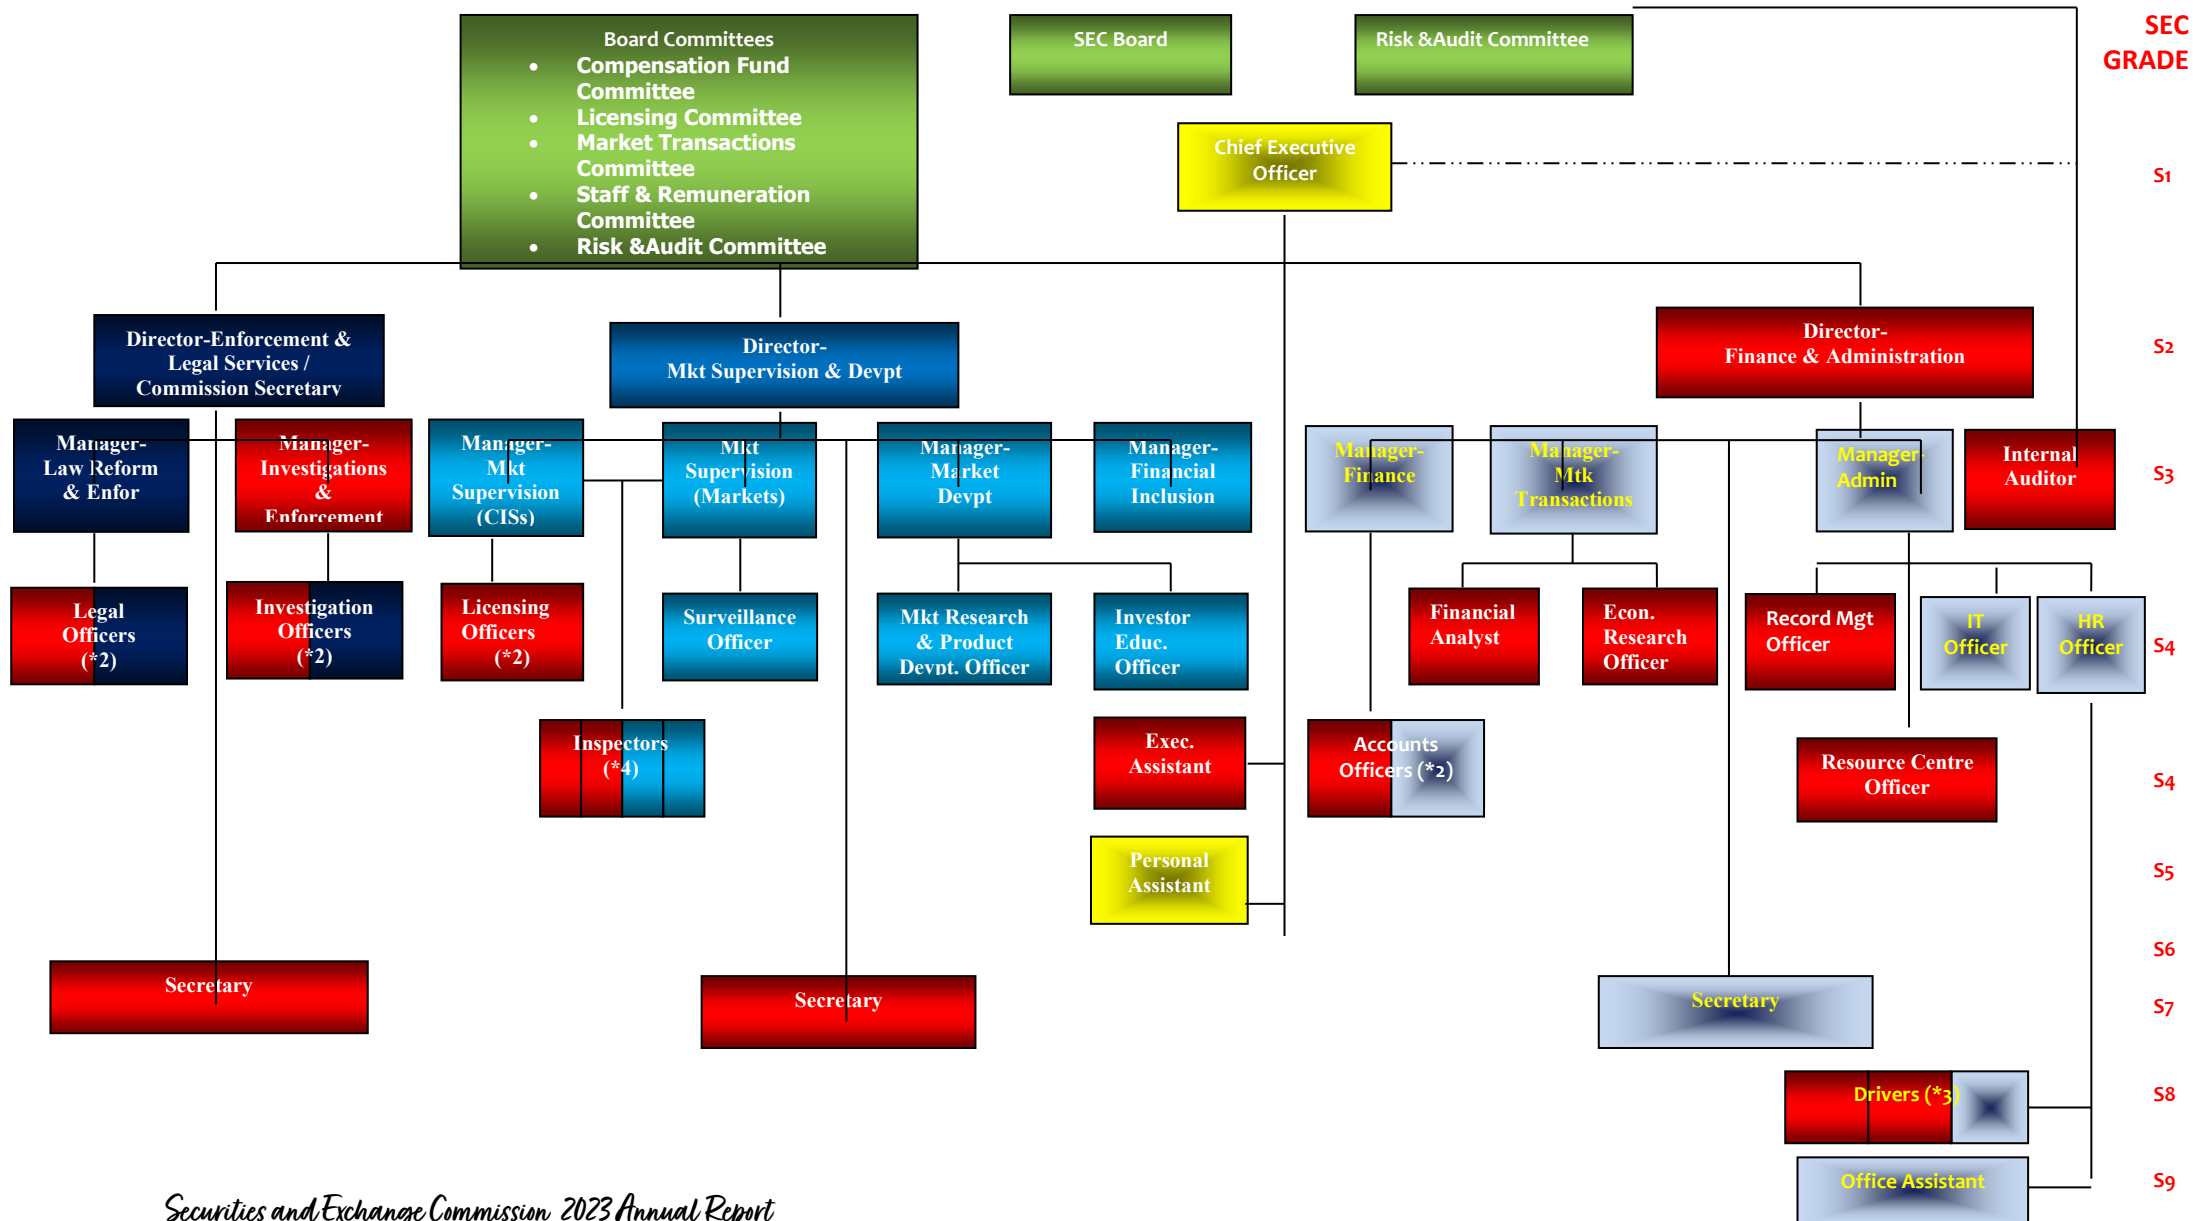 Board Committees
• Compensation Fund
Committee
• Licensing Committee
• Market Transactions
Committee
• Staff & Remuneration
Committee
• Risk &Audit Committee
SEC Board
Risk &Audit Committee
SEC
GRADE
Chief Executive
Officer
S1
Director-Enforcement &
Legal Services /
Commission Secretary
Director-
Mkt Supervision & Devpt
Director-
Finance & Administration
S2
Manager-
Law Reform
& Enfor
Manager-
Investigations
&
Enforcement
Manager-
Mkt
Supervision
(CISs)
Mkt
Supervision
(Markets)
Manager-
Market
Devpt
Manager-
Financial
Inclusion
Manager-
Finance
Manager-
Mtk
Transactions
Manager-
Admin
Internal
Auditor
S3
Legal
Officers
(*2)
Investigation
Officers
(*2)
Licensing
Officers
(*2)
Surveillance
Officer
Mkt Research
& Product
Devpt. Officer
Investor
Educ.
Officer
Financial
Analyst
Econ.
Research
Officer
Record Mgt
Officer
IT
Officer
HR
Officer
S4
Inspectors
(*4)
Exec.
Assistant
Accounts
Officers (*2)
Resource Centre
Officer
S4
Personal
Assistant
S5
S6
Secretary
Secretary
Secretary
S7
Drivers (*3)
S8
Office Assistant
S9
Securities and Exchange Commission 2023 Annual Report